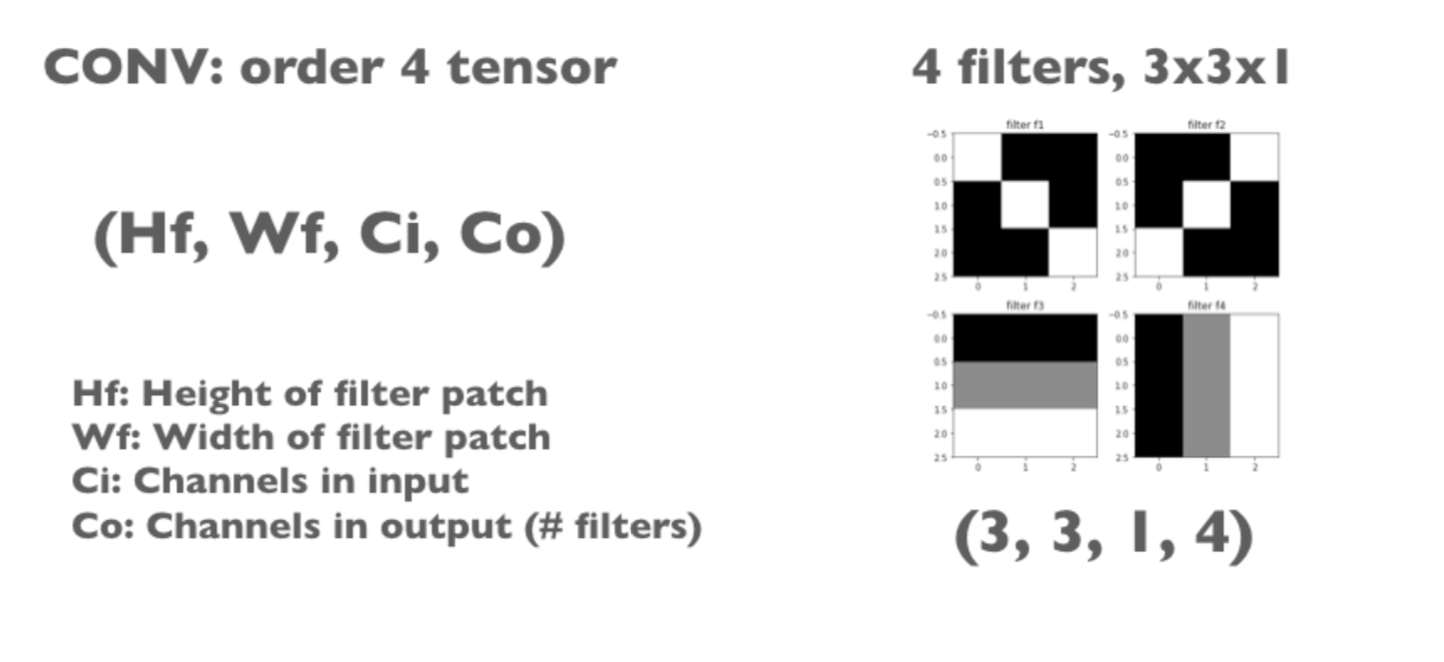 CONV: order 4 tensor
(Hf, Wf, Ci, Co)
Hf: Height of filter patch
Wf: Width of filter patch
Ci: Channels in input
Co: Channels in output (# filters)
4 filters, 3x3x1
filter f1
−0.5
0.0
0.5
1.0
1.5
2.0
2.5
0 1 2
filter f2
−0.5
0.0
0.5
1.0
1.5
2.0
2.5
0 1 2
filter f3
−0.5
0.0
0.5
1.0
1.5
2.0
2.5
0 1 2
filter f4
−0.5
0.0
0.5
1.0
1.5
2.0
2.5
0 1 2
(3, 3, 1, 4)